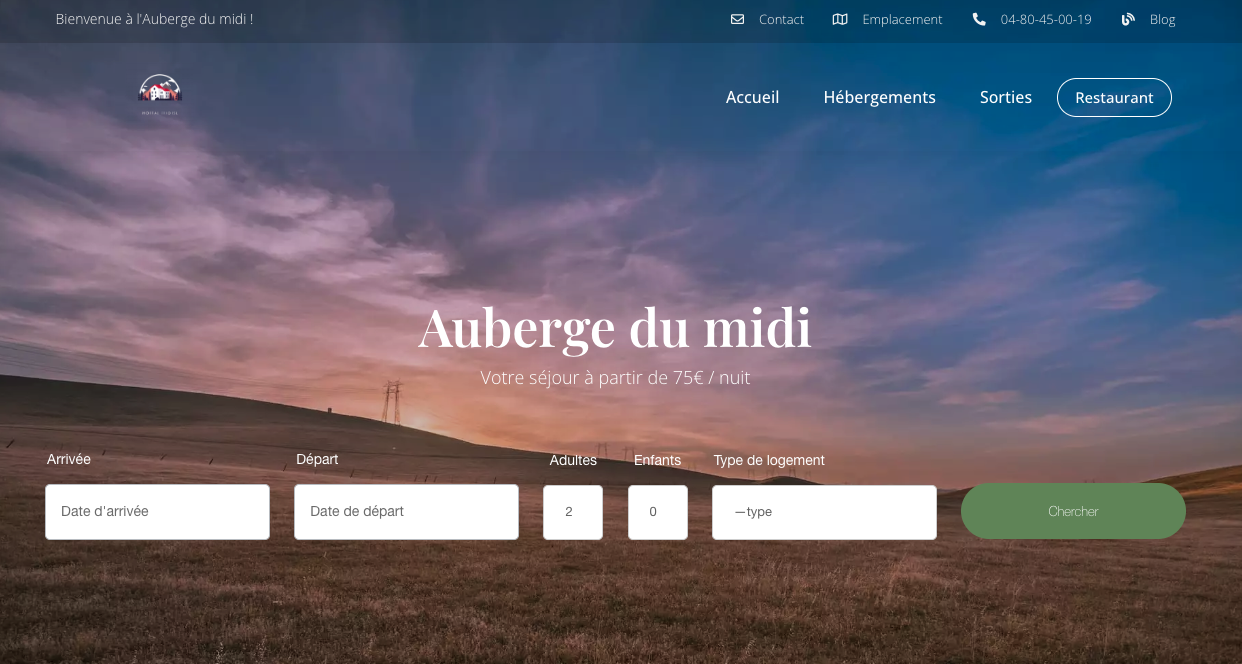 Bienvenue à l'Auberge du midi !
Contact
Emplacement
04-80-45-00-19
Blog
Accueil
Hébergements
Sorties
Restaurant
Auberge du midi
Votre séjour à partir de 75€ / nuit
Arrivée
Départ
Adultes
Enfants
Type de logement
Date d'arrivée
Date de départ
2
0
—type
Chercher